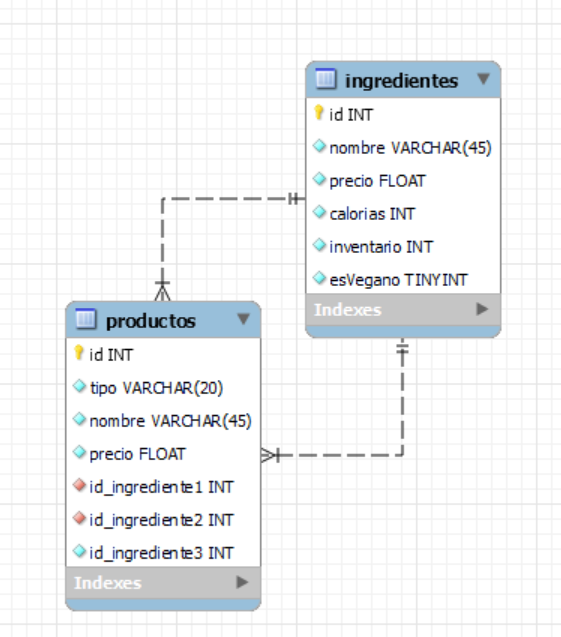 ingredientes
id INT
nombre VARCHAR(45)
precio FLOAT
calorias INT
inventario INT
esVegano TINYINT
Indexes
productos
id INT
tipo VARCHAR(20)
nombre VARCHAR(45)
precio FLOAT
id_ingrediente1 INT
id_ingrediente2 INT
id_ingrediente3 INT
Indexes